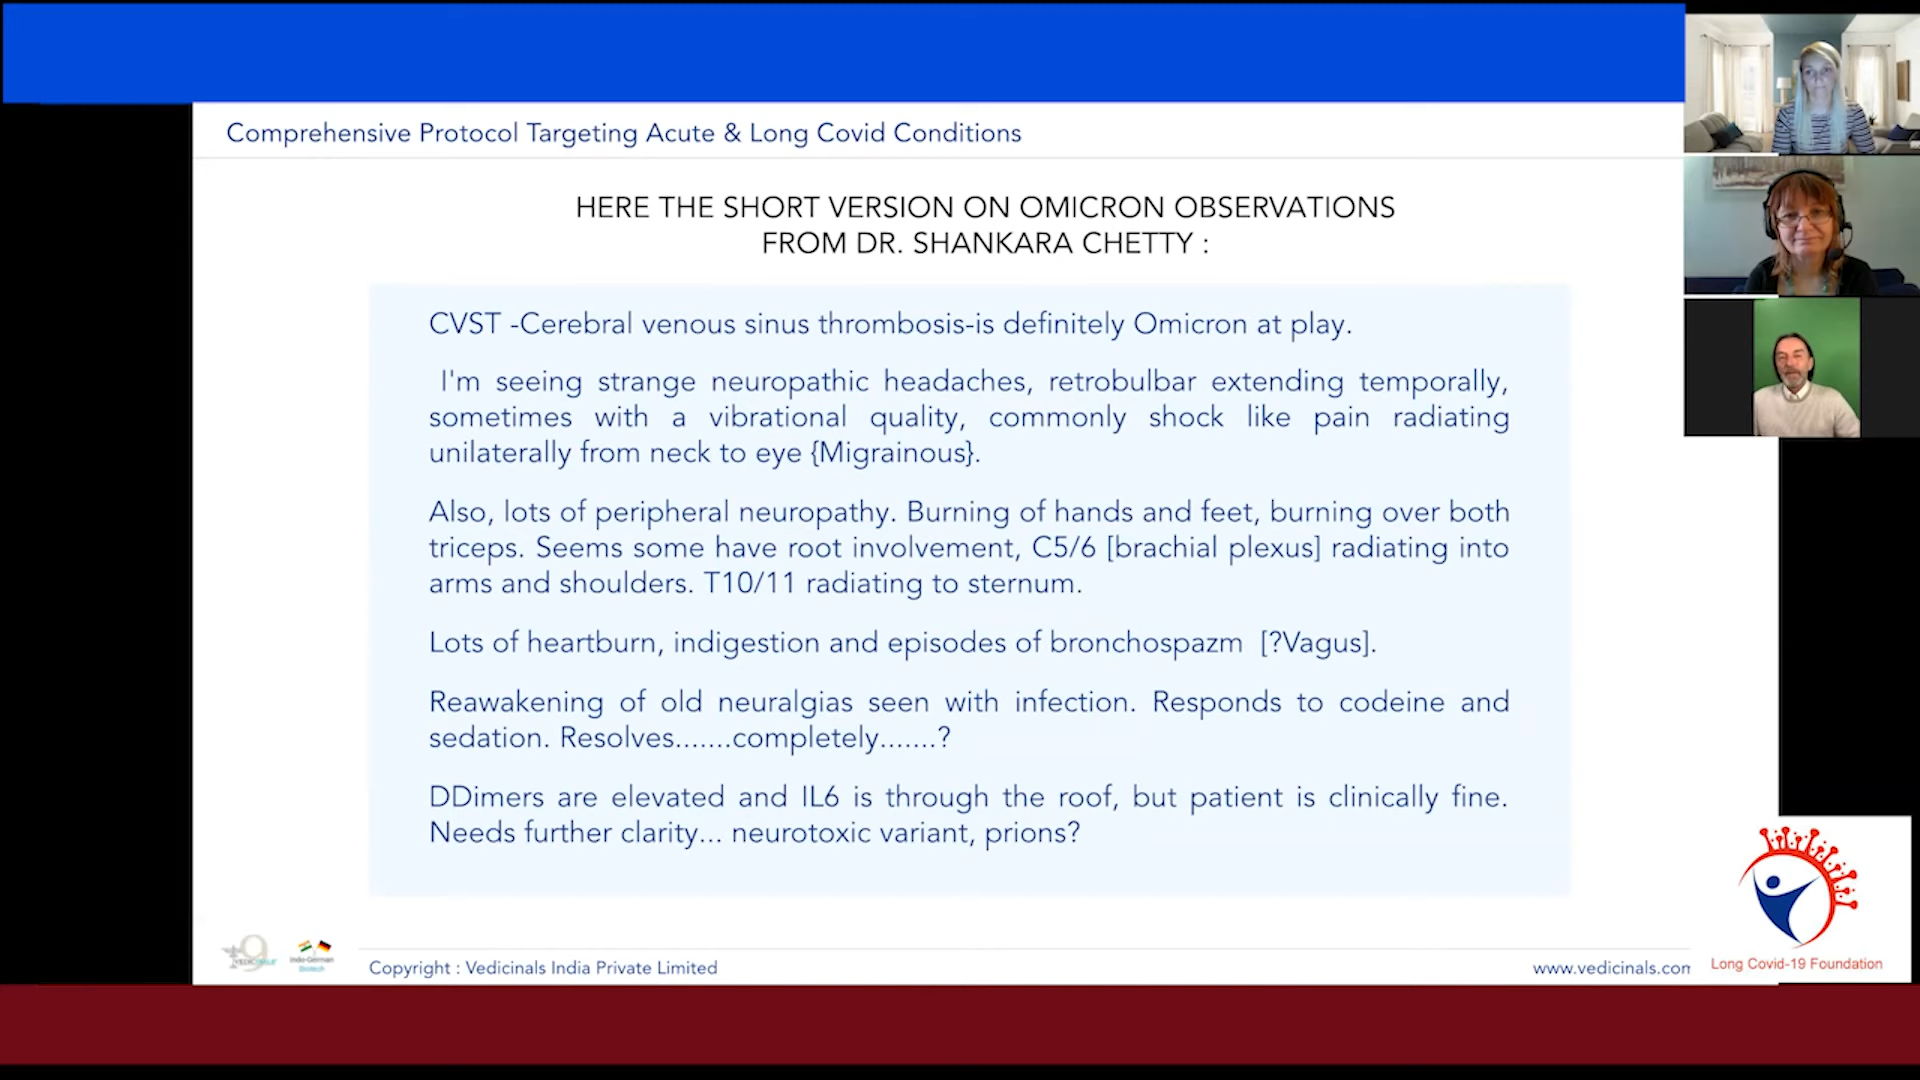 Comprehensive Protocol Targeting Acute & Long Covid Conditions
HERE THE SHORT VERSION ON OMICRON OBSERVATIONS
FROM DR. SHANKARA CHETTY :
CVST -Cerebral venous sinus thrombosis-is definitely Omicron at play.
I'm seeing strange neuropathic headaches, retrobulbar extending temporally,
sometimes with a vibrational quality, commonly shock like pain radiating
unilaterally from neck to eye {Migrainous}.
Also, lots of peripheral neuropathy. Burning of hands and feet, burning over both
triceps. Seems some have root involvement, C5/6 [brachial plexus] radiating into
arms and shoulders. T10/11 radiating to sternum.
Lots of heartburn, indigestion and episodes of bronchospazm [?Vagus].
Reawakening of old neuralgias seen with infection. Responds to codeine and
sedation. Resolves.......completely.......?
DDimers are elevated and IL6 is through the roof, but patient is clinically fine.
Needs further clarity... neurotoxic variant, prions?
9
VEDICINALS
Indo-German
Biotech
Copyright : Vedicinals India Private Limited
www.vedicinals.com
Long Covid-19 Foundation